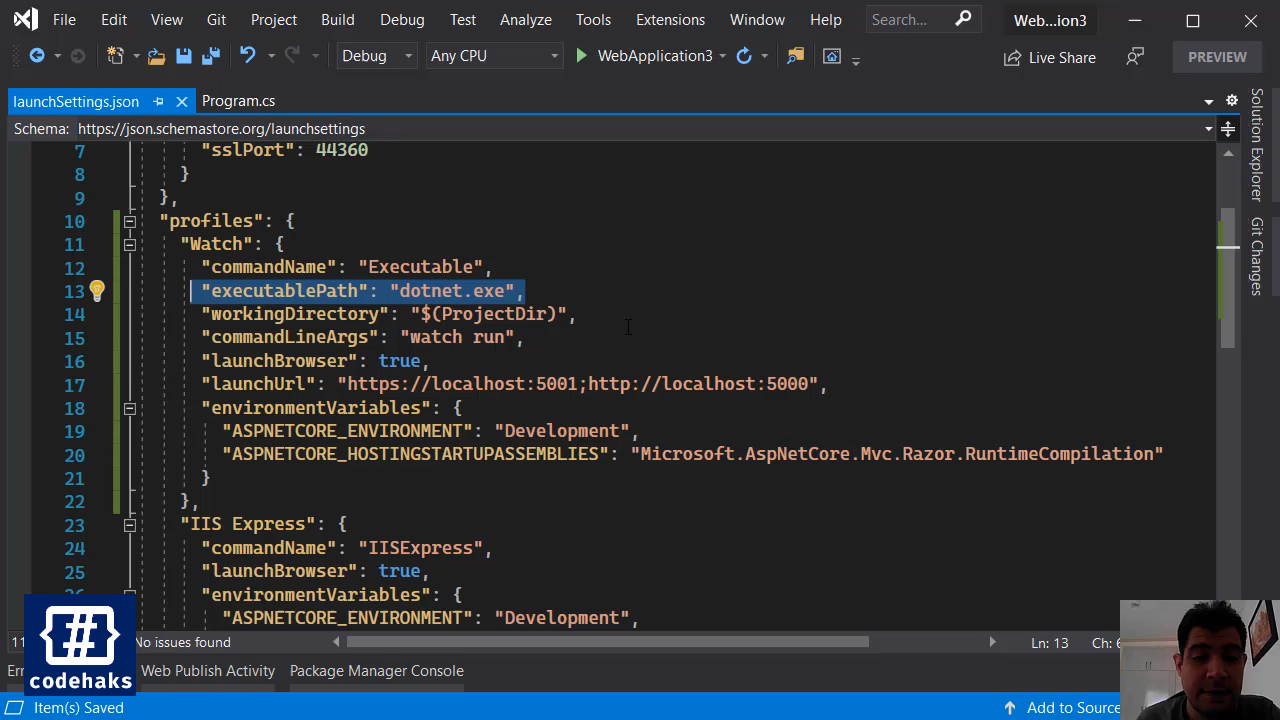 File Edit View Git Project Build Debug Test Analyze Tools Extensions Window Help Search... Web...ion3
Debug Any CPU WebApplication3 Live Share PREVIEW
launchSettings.json Program.cs
Schema: https://json.schemastore.org/launchsettings
7 "sslPort": 44360
8 }
9 },
10 "profiles": {
11 "Watch": {
12 "commandName": "Executable",
13 "executablePath": "dotnet.exe",
14 "workingDirectory": "$(ProjectDir)",
15 "commandLineArgs": "watch run",
16 "launchBrowser": true,
17 "launchUrl": "https://localhost:5001;http://localhost:5000",
18 "environmentVariables": {
19 "ASPNETCORE_ENVIRONMENT": "Development",
20 "ASPNETCORE_HOSTINGSTARTUPASSEMBLIES": "Microsoft.AspNetCore.Mvc.Razor.RuntimeCompilation"
21 }
22 },
23 "IIS Express": {
24 "commandName": "IISExpress",
25 "launchBrowser": true,
"environmentVariables": {
"ASPNETCORE_ENVIRONMENT": "Development",
Solution Explorer
Git Changes
No issues found Ln: 13 Ch:
Web Publish Activity Package Manager Console
{#}
codehaks
Item(s) Saved Add to Source